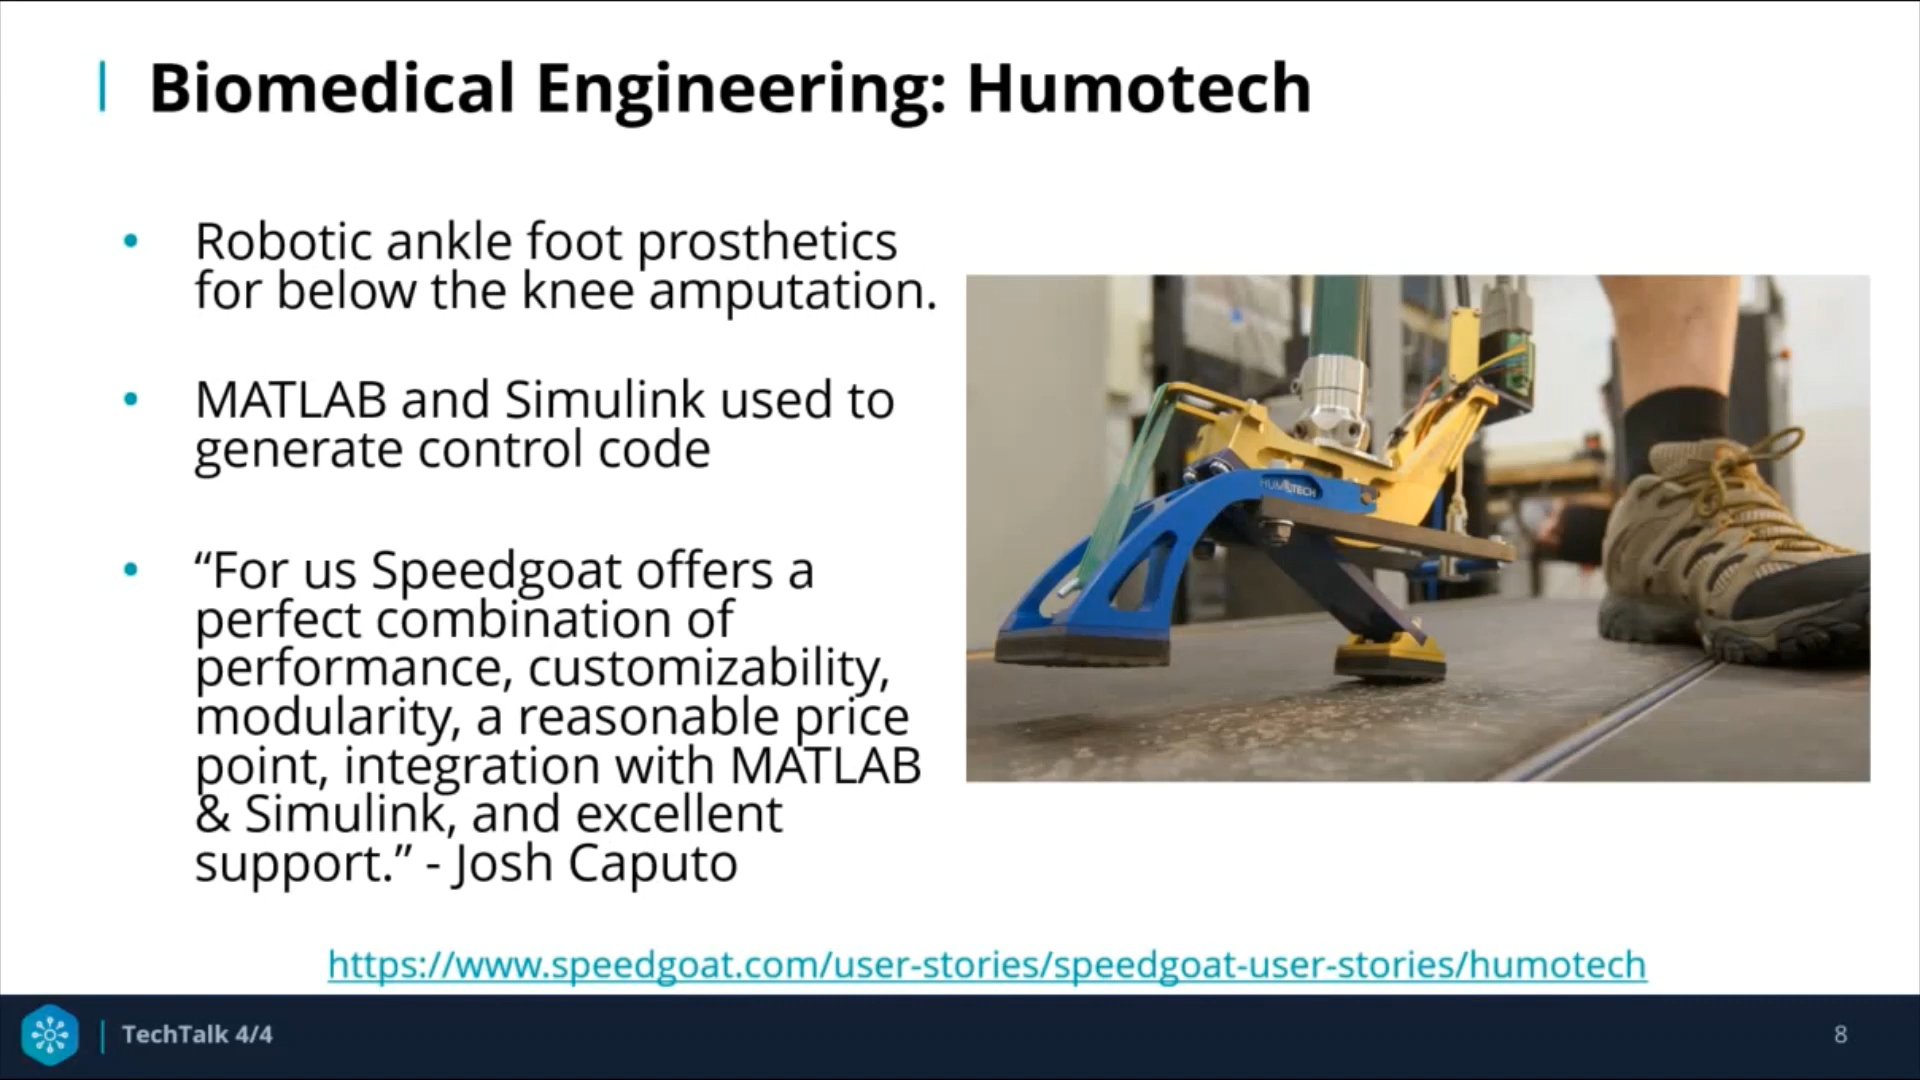 Biomedical Engineering: Humotech
• Robotic ankle foot prosthetics
for below the knee amputation.
• MATLAB and Simulink used to
generate control code
• “For us Speedgoat offers a
perfect combination of
performance, customizability,
modularity, a reasonable price
point, integration with MATLAB
& Simulink, and excellent
support.” - Josh Caputo
HUMOTECH
https://www.speedgoat.com/user-stories/speedgoat-user-stories/humotech
TechTalk 4/4
8